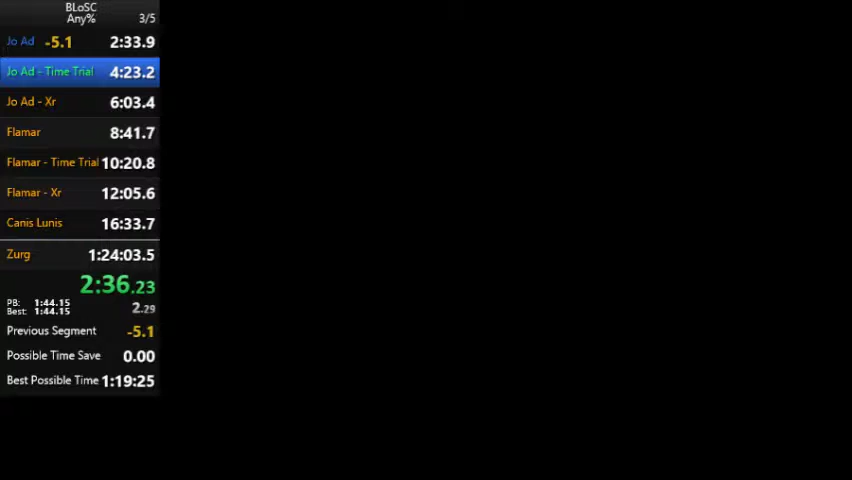 BLoSC
Any% 3/5
Jo Ad -5.1 2:33.9
Jo Ad - Time Trial 4:23.2
Jo Ad - Xr 6:03.4
Flamar 8:41.7
Flamar - Time Trial 10:20.8
Flamar - Xr 12:05.6
Canis Lunis 16:33.7
Zurg 1:24:03.5
2:36.23
PB: 1:44.15
Best: 1:44.15 2.29
Previous Segment -5.1
Possible Time Save 0.00
Best Possible Time 1:19:25